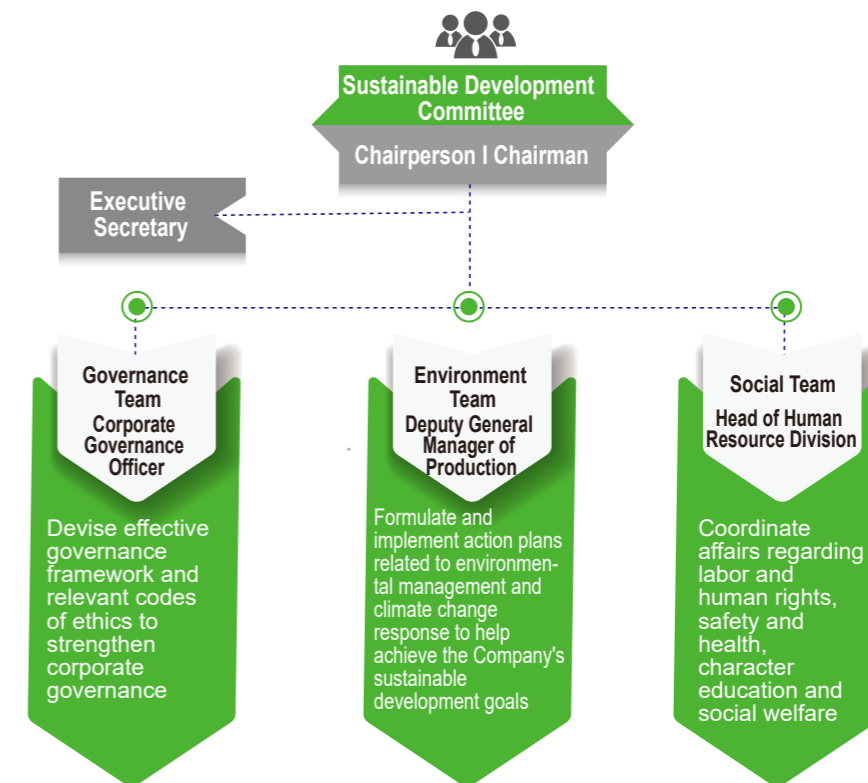 Sustainable Development
Committee
Chairperson I Chairman
Executive
Secretary
Governance
Team
Corporate
Governance
Officer
Devise effective
governance
framework and
relevant codes
of ethics to
strengthen
corporate
governance
Environment
Team
Deputy General
Manager of
Production
Formulate and
implement action plans
related to environmen-
tal management and
climate change
response to help
achieve the Company's
sustainable
development goals
Social Team
Head of Human
Resource Division
Coordinate
affairs regarding
labor and
human rights,
safety and
health,
character
education and
social welfare